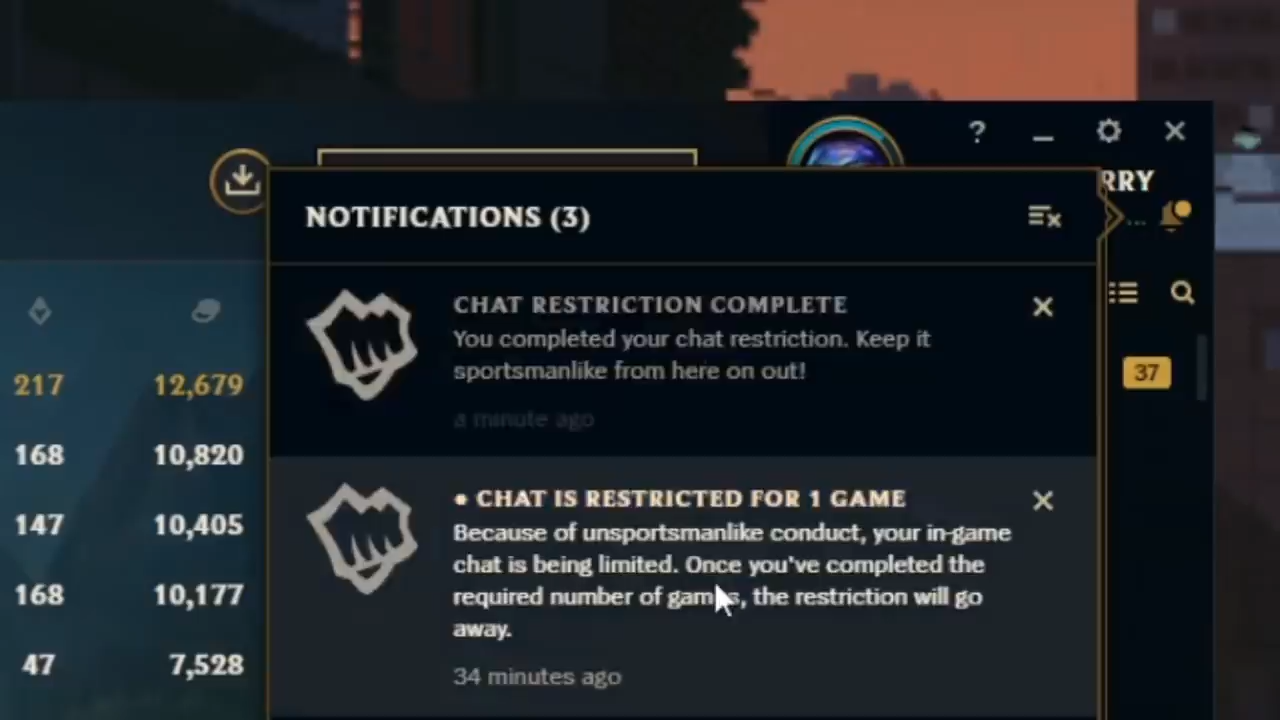 ?
RRY
NOTIFICATIONS (3)
...
CHAT RESTRICTION COMPLETE
You completed your chat restriction. Keep it
sportsmanlike from here on out!
a minute ago
37
217 12,679
168 10,820
147 10,405
168 10,177
47 7,528
• CHAT IS RESTRICTED FOR 1 GAME
Because of unsportsmanlike conduct, your in-game
chat is being limited. Once you've completed the
required number of games, the restriction will go
away.
34 minutes ago